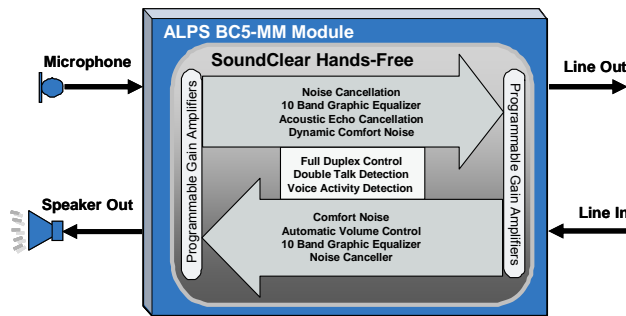 ALPS BC5-MM Module
SoundClear Hands-Free
Microphone
Line Out
Programmable Gain Amplifiers
Noise Cancellation
10 Band Graphic Equalizer
Acoustic Echo Cancellation
Dynamic Comfort Noise
Programmable Gain Amplifiers
Full Duplex Control
Double Talk Detection
Voice Activity Detection
Speaker Out
Line In
Comfort Noise
Automatic Volume Control
10 Band Graphic Equalizer
Noise Canceller